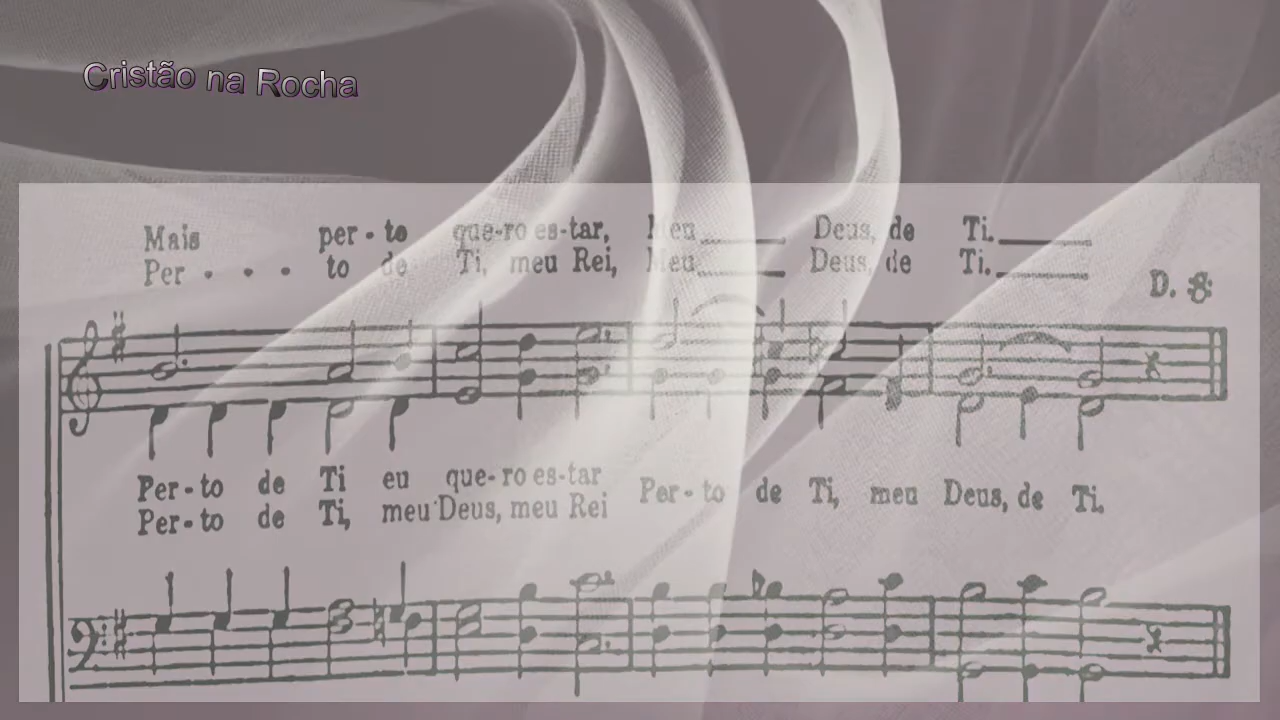 Cristão na Rocha
Mais per - to que-ro es-tar, Meu Deus, de Ti.
Per . . . to de Ti, meu Rei, Meu Deus, de Ti.
D. 𝄋
Per - to de Ti eu que- ro es-tar Per - to de Ti, meu Deus, de Ti.
Per - to de Ti, meu Deus, meu Rei